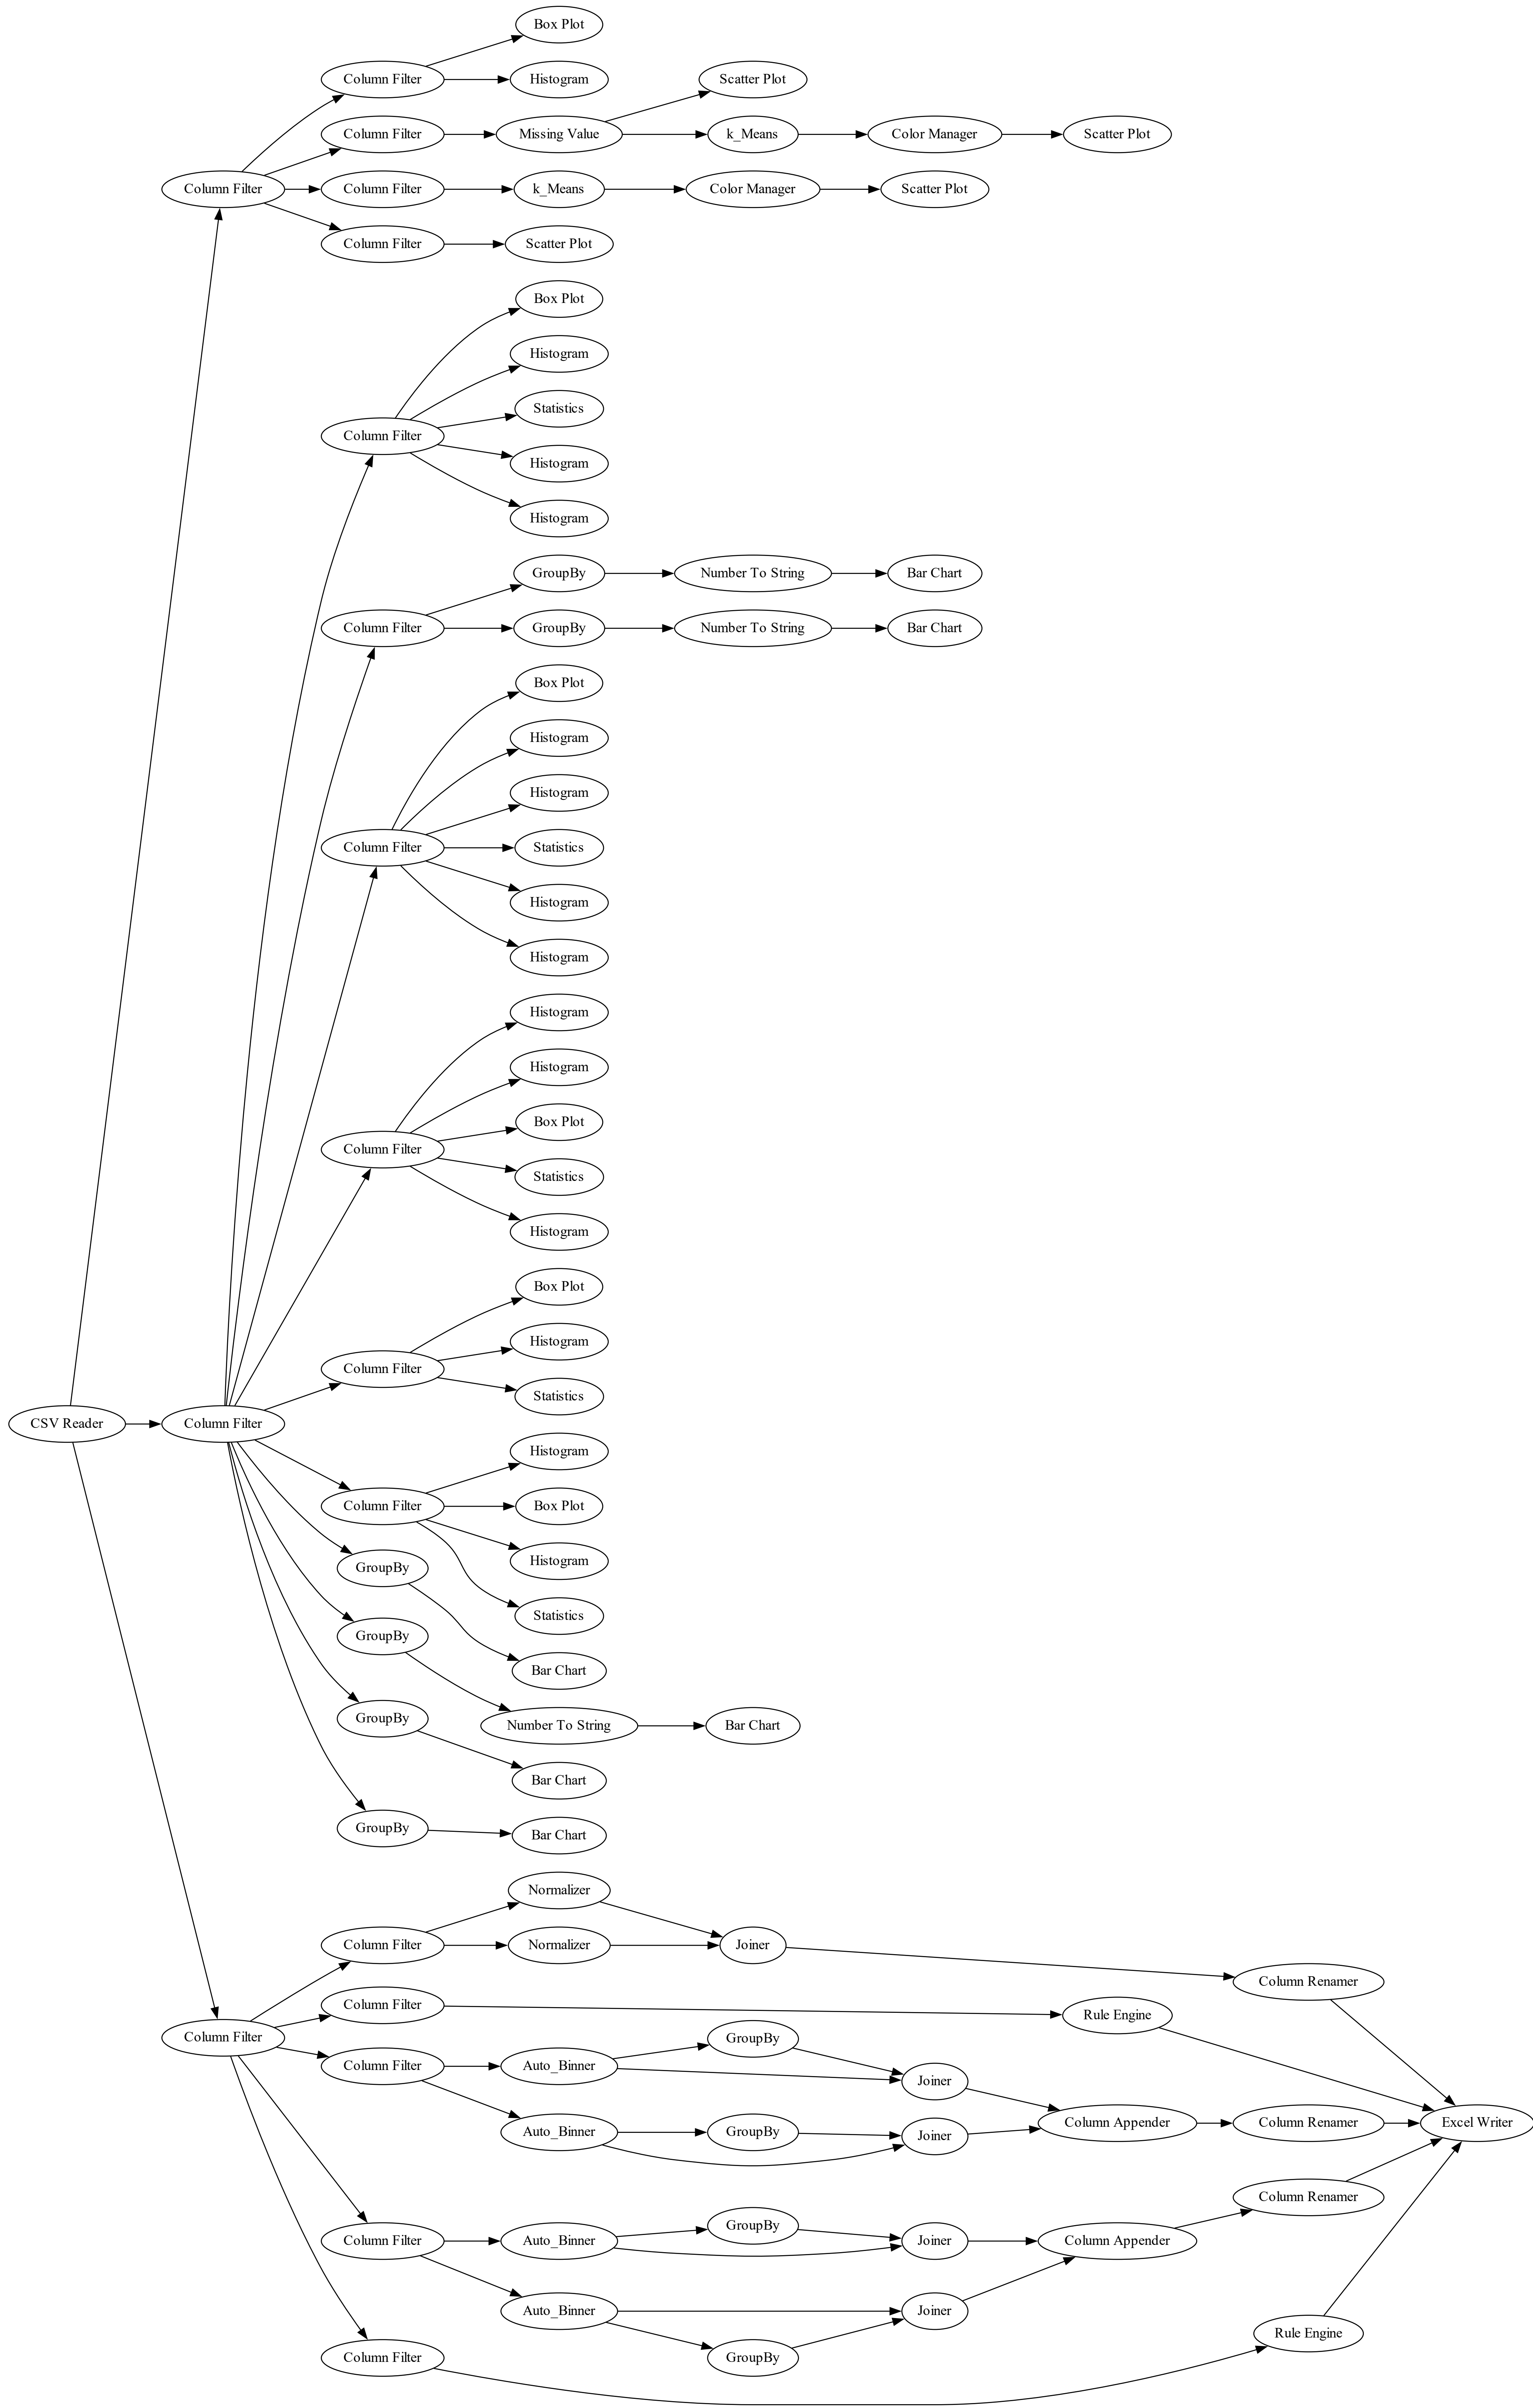 Box Plot
Column Filter
Histogram
Scatter Plot
Column Filter
Missing Value
k_Means
Color Manager
Scatter Plot
Column Filter
Column Filter
k_Means
Color Manager
Scatter Plot
Column Filter
Scatter Plot
Box Plot
Histogram
Statistics
Column Filter
Histogram
Histogram
GroupBy
Number To String
Bar Chart
Column Filter
GroupBy
Number To String
Bar Chart
Box Plot
Histogram
Histogram
Column Filter
Statistics
Histogram
Histogram
Histogram
Histogram
Box Plot
Column Filter
Statistics
Histogram
Box Plot
Histogram
Column Filter
Statistics
CSV Reader
Column Filter
Histogram
Column Filter
Box Plot
Histogram
GroupBy
Statistics
GroupBy
Bar Chart
GroupBy
Number To String
Bar Chart
Bar Chart
GroupBy
Bar Chart
Normalizer
Column Filter
Normalizer
Joiner
Column Renamer
Column Filter
Rule Engine
Column Filter
GroupBy
Column Filter
Auto_Binner
Joiner
Column Appender
Column Renamer
Excel Writer
Auto_Binner
GroupBy
Joiner
Column Renamer
GroupBy
Column Filter
Auto_Binner
Joiner
Column Appender
Auto_Binner
Joiner
Rule Engine
Column Filter
GroupBy